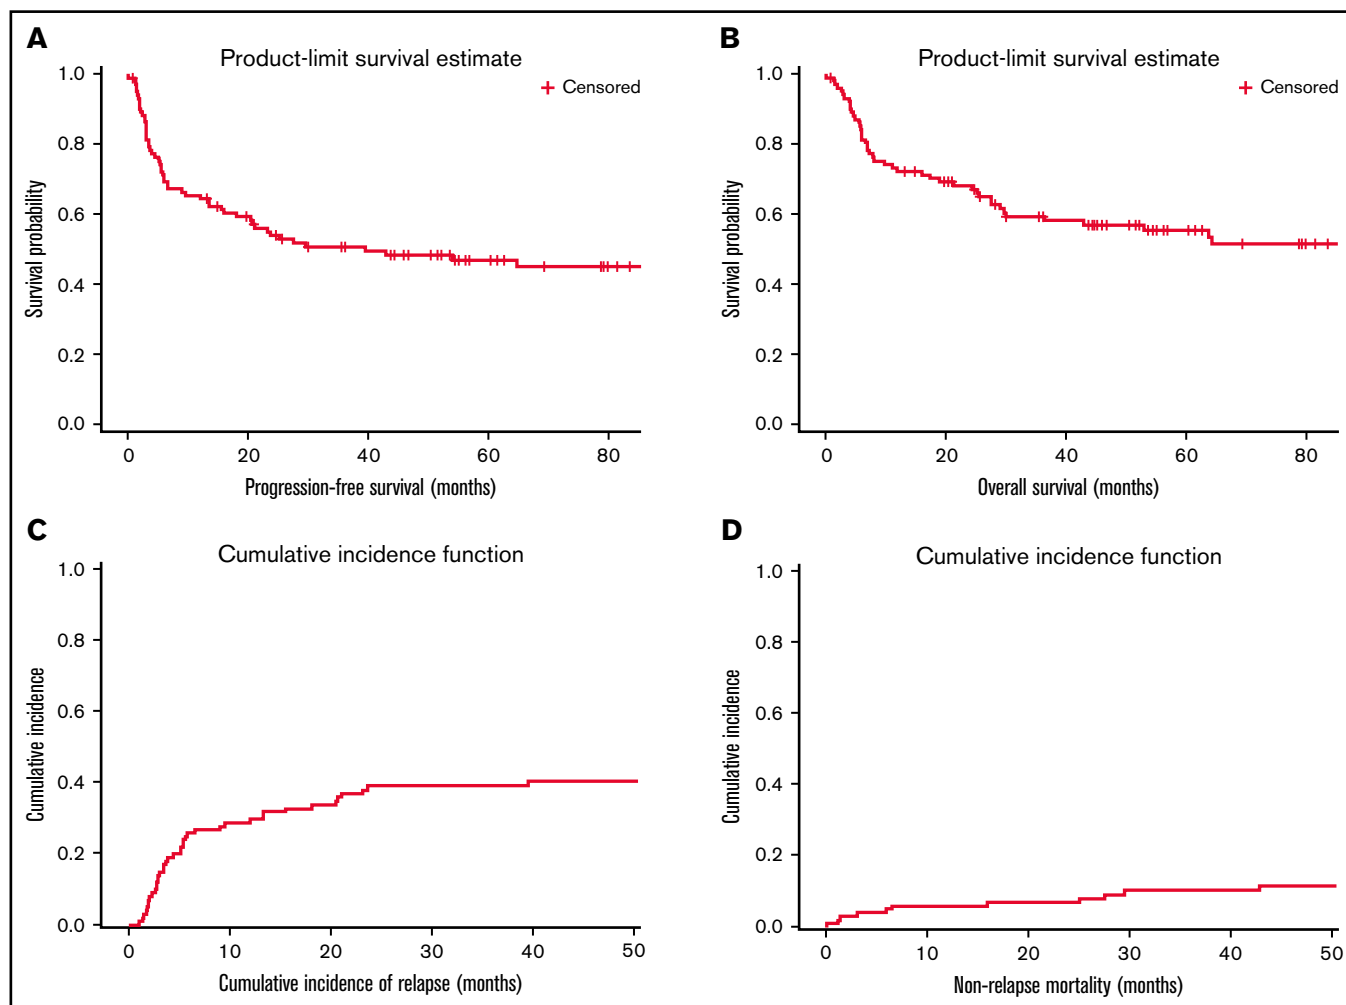 A
Product-limit survival estimate
+ Censored
Survival probability
1.0
0.8
0.6
0.4
0.2
0.0
0 20 40 60 80
Progression-free survival (months)
B
Product-limit survival estimate
+ Censored
Survival probability
1.0
0.8
0.6
0.4
0.2
0.0
0 20 40 60 80
Overall survival (months)
C
Cumulative incidence function
Cumulative incidence
1.0
0.8
0.6
0.4
0.2
0.0
0 10 20 30 40 50
Cumulative incidence of relapse (months)
D
Cumulative incidence function
Cumulative incidence
1.0
0.8
0.6
0.4
0.2
0.0
0 10 20 30 40 50
Non-relapse mortality (months)